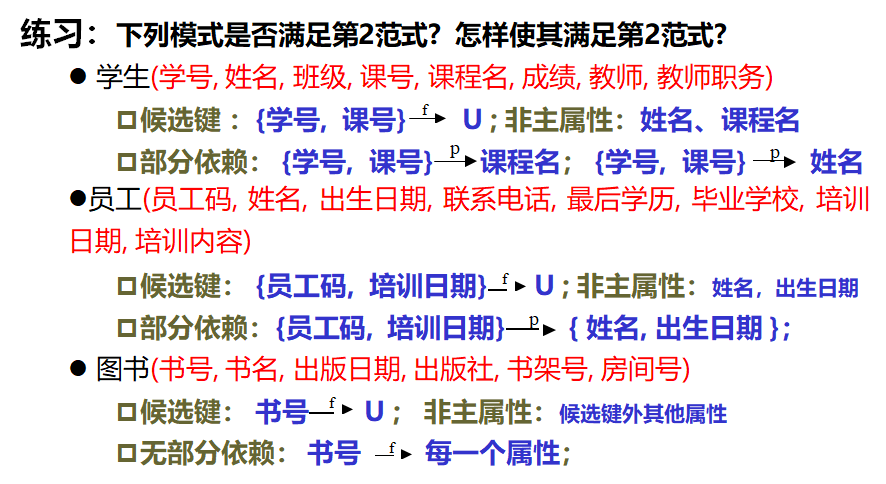 练习：下列模式是否满足第2范式？怎样使其满足第2范式？
● 学生(学号, 姓名, 班级, 课号, 课程名, 成绩, 教师, 教师职务)
候选键 ：{学号, 课号} f→ U ; 非主属性：姓名、课程名
部分依赖： {学号, 课号} p→ 课程名； {学号, 课号} p→ 姓名
●员工(员工码, 姓名, 出生日期, 联系电话, 最后学历, 毕业学校, 培训
日期, 培训内容)
候选键： {员工码, 培训日期} f→ U ; 非主属性：姓名，出生日期
部分依赖：{员工码, 培训日期} p→ { 姓名, 出生日期 }；
● 图书(书号, 书名, 出版日期, 出版社, 书架号, 房间号)
候选键： 书号 f→ U ； 非主属性：候选键外其他属性
无部分依赖： 书号 f→ 每一个属性；